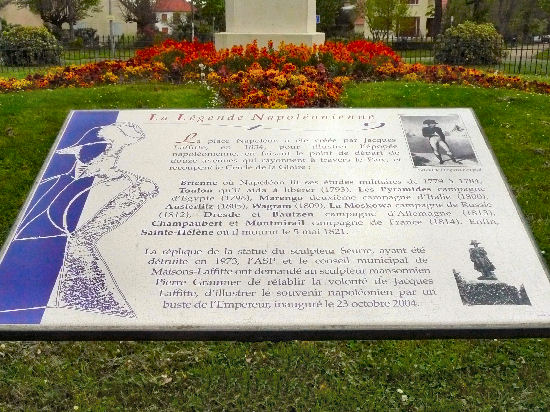 La Légende Napoléonienne
La place Napoléon a été créée par Jacques
Laffitte, en 1834, pour illustrer l'épopée
napoléonienne, en faisant le point de départ de
douze avenues qui rayonnent à travers le Parc et
recoupent le Cercle de la Gloire :
Brienne où Napoléon fit ses études militaires de 1779 à 1784,
Toulon qu'il aida à libérer (1793), Les Pyramides campagne
d'Egypte (1798), Marengo deuxième campagne d'Italie (1800),
Austerlitz (1805), Wagram (1809), La Moskowa campagne de Russie
(1812), Dresde et Bautzen campagne d'Allemagne (1813),
Champaubert et Montmirail campagne de France (1814). Enfin,
Sainte-Hélène où il mourut le 5 mai 1821.
La réplique de la statue du sculpteur Seurre, ayant été
détruite en 1973, l'ASP et le conseil municipal de
Maisons-Laffitte ont demandé au sculpteur mansonnien
Pierre Grannier de rétablir la volonté de Jacques
Laffitte, d'illustrer le souvenir napoléonien par un
buste de l'Empereur, inauguré le 23 octobre 2004.